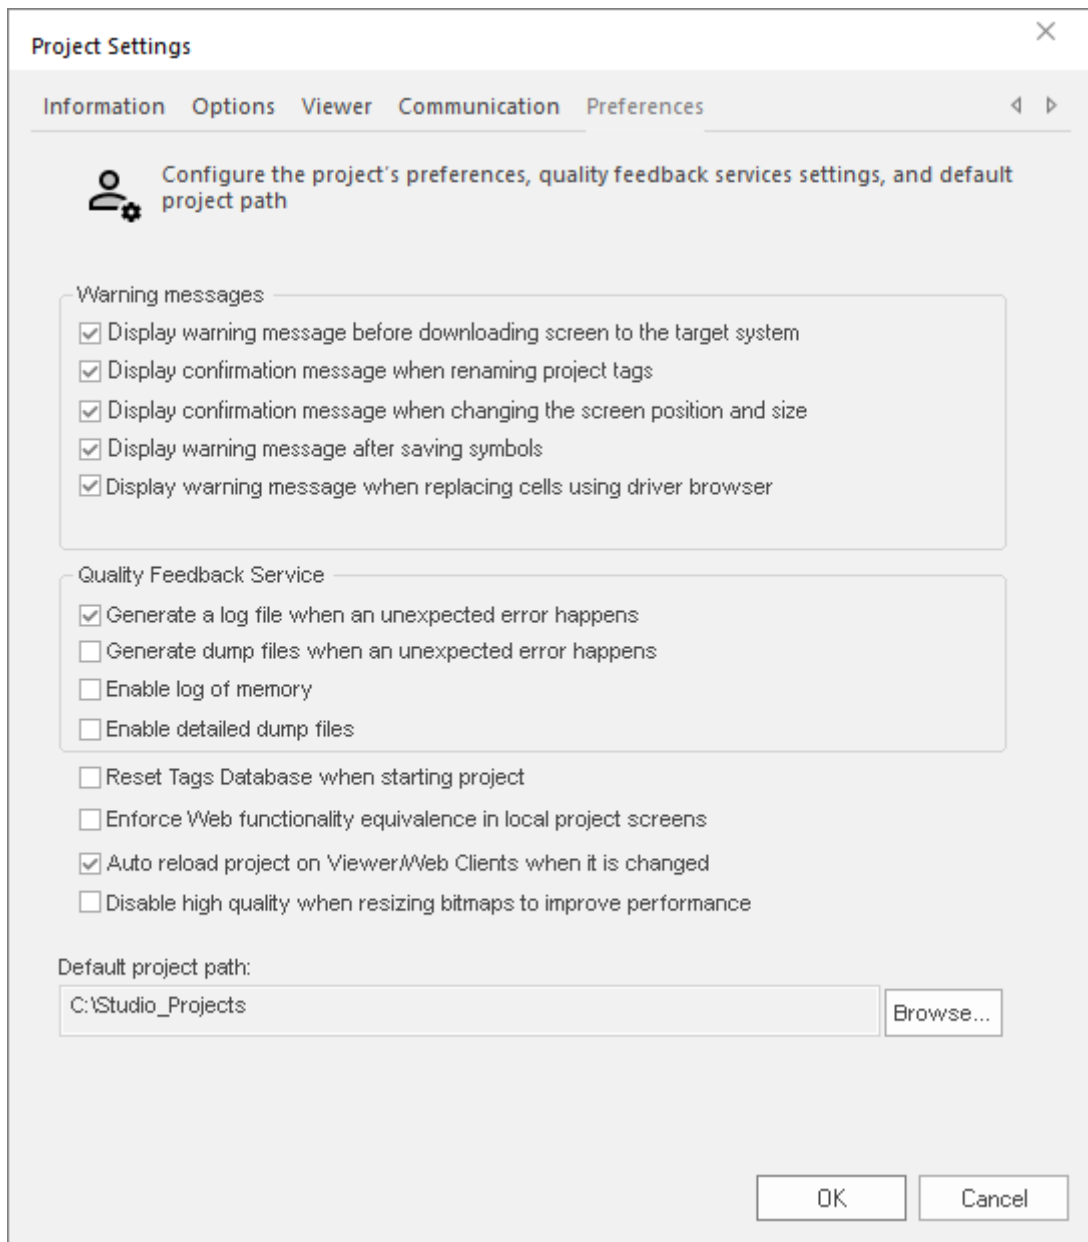 Project Settings
Information Options Viewer Communication Preferences
Configure the project's preferences, quality feedback services settings, and default
project path
Warning messages
Display warning message before downloading screen to the target system
Display confirmation message when renaming project tags
Display confirmation message when changing the screen position and size
Display warning message after saving symbols
Display warning message when replacing cells using driver browser
Quality Feedback Service
Generate a log file when an unexpected error happens
Generate dump files when an unexpected error happens
Enable log of memory
Enable detailed dump files
Reset Tags Database when starting project
Enforce Web functionality equivalence in local project screens
Auto reload project on Viewer/Web Clients when it is changed
Disable high quality when resizing bitmaps to improve performance
Default project path:
C:\Studio_Projects
Browse...
OK Cancel